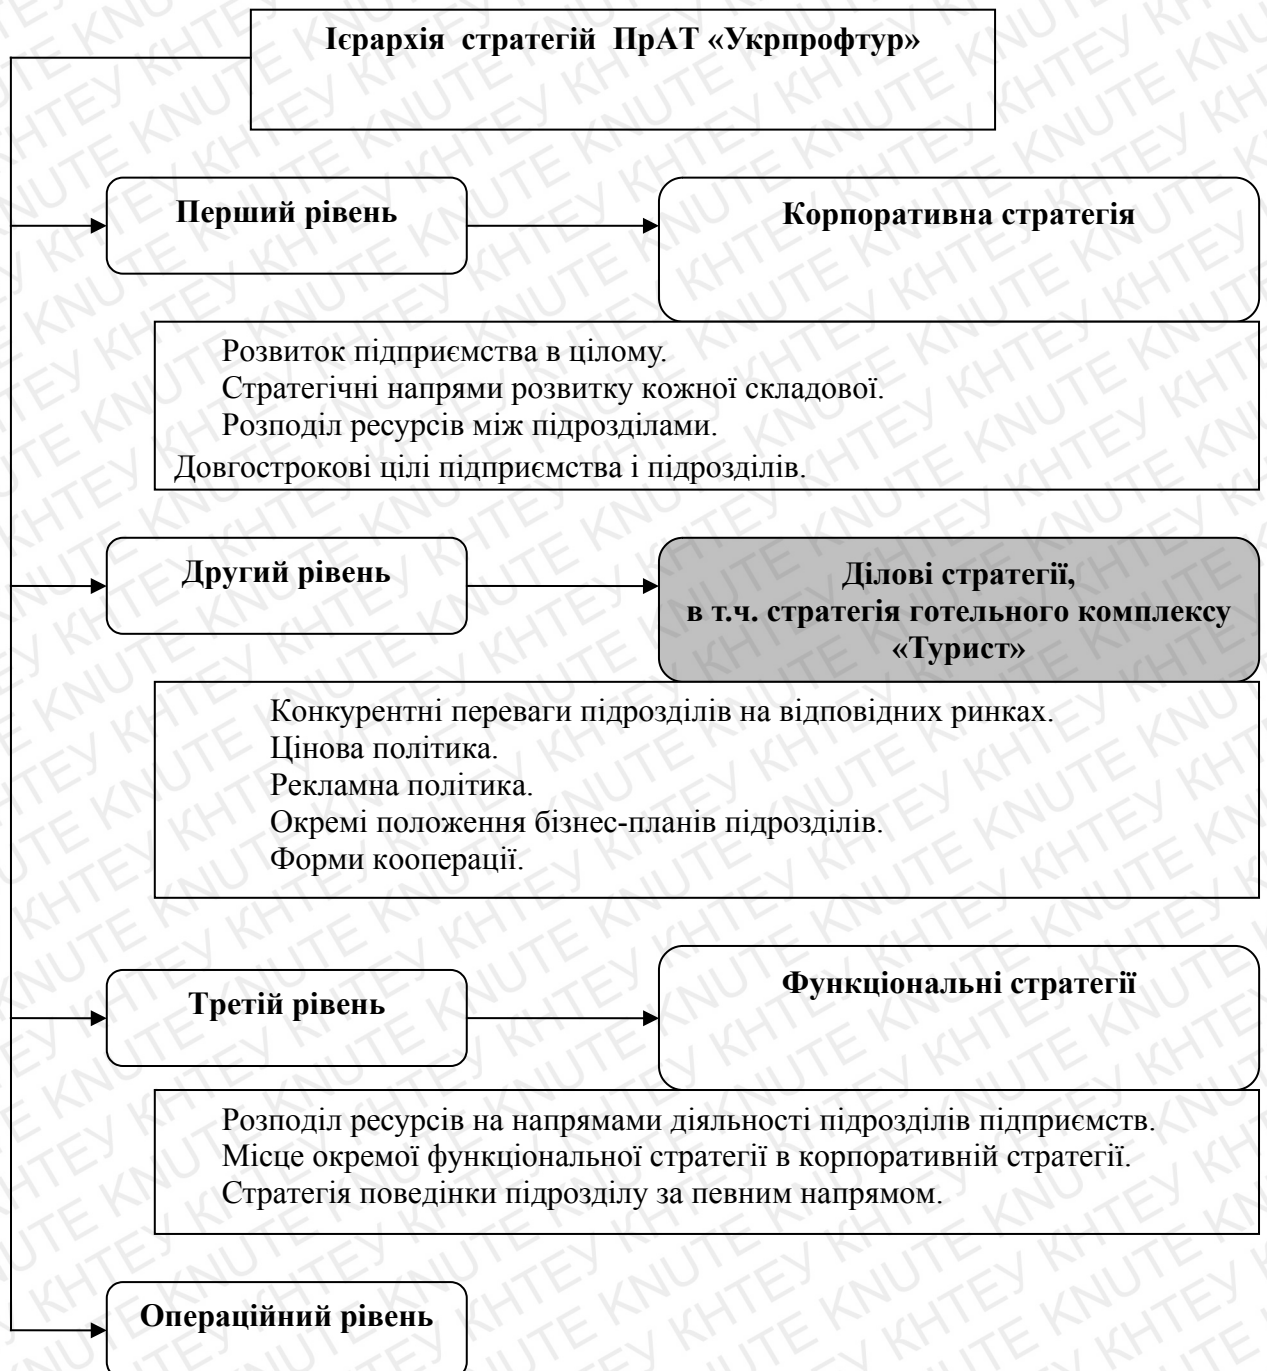 Ієрархія стратегій ПрАТ «Укрпрофтур»
Перший рівень
Корпоративна стратегія
Розвиток підприємства в цілому.
Стратегічні напрями розвитку кожної складової.
Розподіл ресурсів між підрозділами.
Довгострокові цілі підприємства і підрозділів.
Другий рівень
Ділові стратегії,
в т.ч. стратегія готельного комплексу
«Турист»
Конкурентні переваги підрозділів на відповідних ринках.
Цінова політика.
Рекламна політика.
Окремі положення бізнес-планів підрозділів.
Форми кооперації.
Третій рівень
Функціональні стратегії
Розподіл ресурсів на напрямами діяльності підрозділів підприємств.
Місце окремої функціональної стратегії в корпоративній стратегії.
Стратегія поведінки підрозділу за певним напрямом.
Операційний рівень